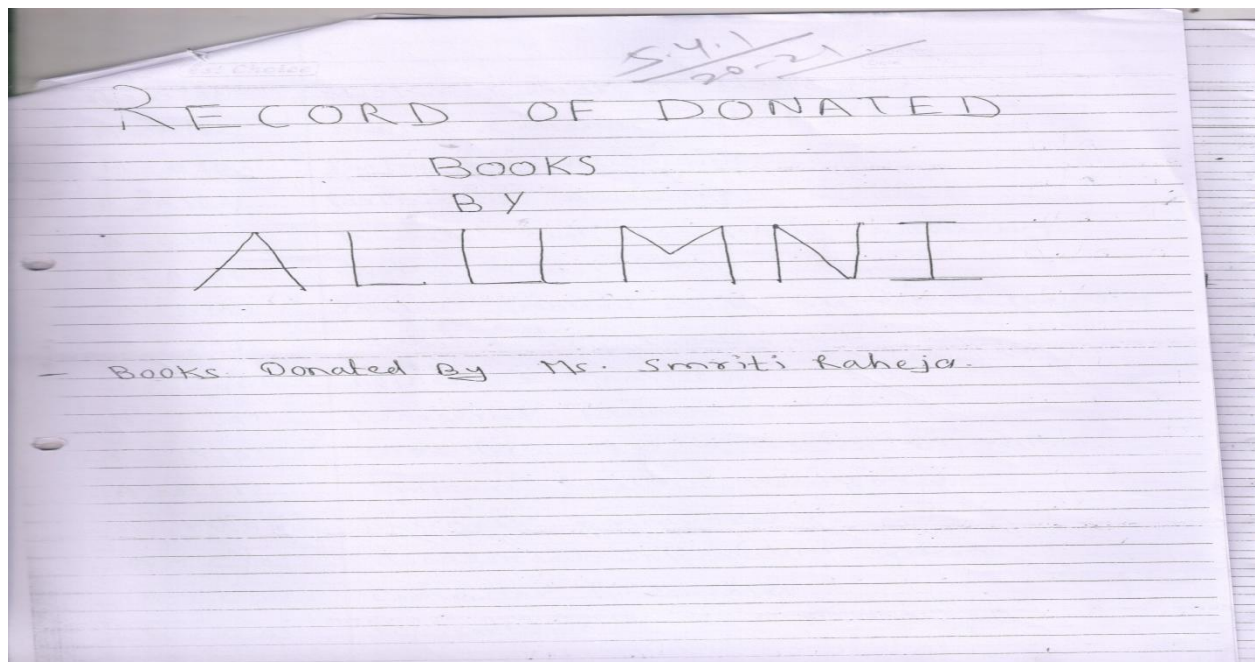 5.4.1
20-21
RECORD OF DONATED
BOOKS
BY
ALUMNI
- Books Donated By Ms. Smriti Raheja.